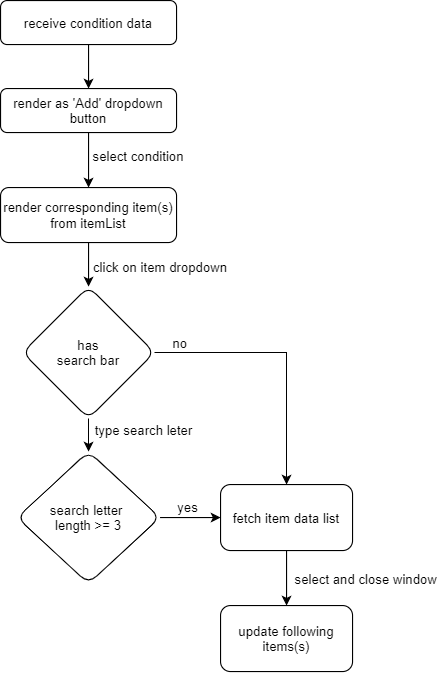 receive condition data
render as 'Add' dropdown
button
select condition
render corresponding item(s)
from itemList
click on item dropdown
has
search bar
no
type search leter
search letter
length >= 3
yes
fetch item data list
select and close window
update following
items(s)